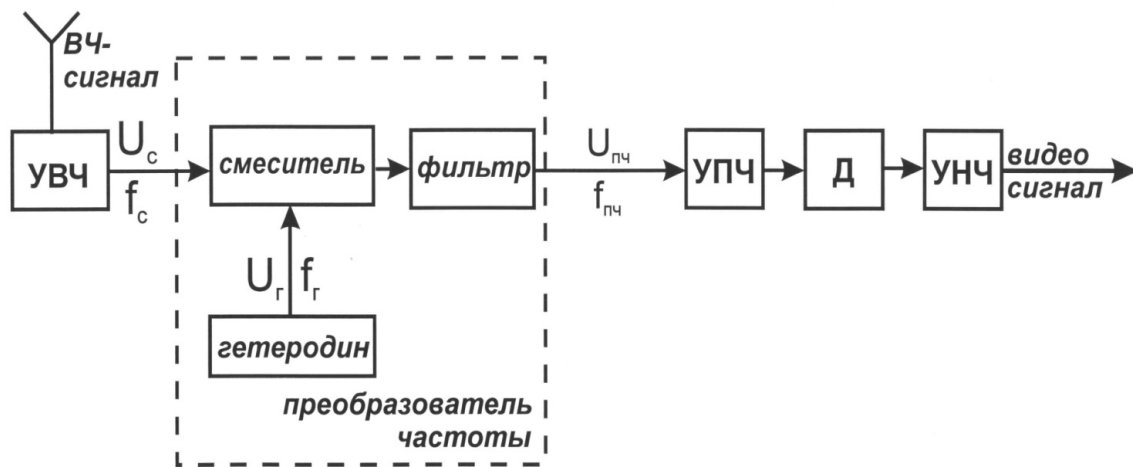 ВЧ-
сигнал
УВЧ
Uс
fс
смеситель
фильтр
Uпч
fпч
УПЧ
Д
УНЧ
видео
сигнал
Uг fг
гетеродин
преобразователь
частоты